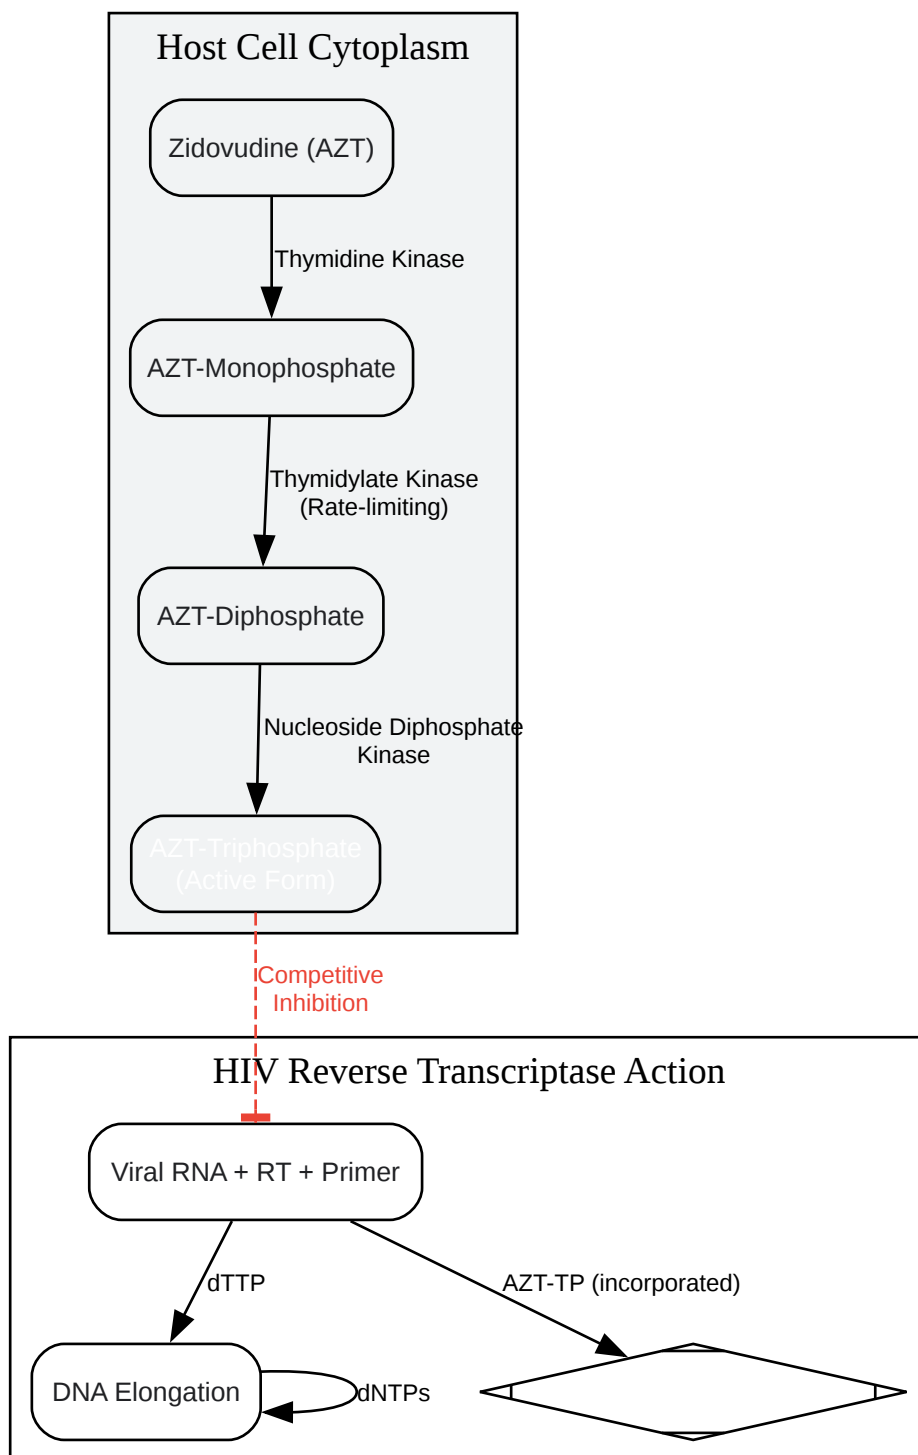 Host Cell Cytoplasm
Zidovudine (AZT)
Thymidine Kinase
AZT-Monophosphate
Thymidylate Kinase
(Rate-limiting)
AZT-Diphosphate
Nucleoside Diphosphate
Kinase
AZT-Triphosphate
(Active Form)
Competitive
Inhibition
HIV Reverse Transcriptase Action
Viral RNA + RT + Primer
dTTP
AZT-TP (incorporated)
DNA Elongation
dNTPs